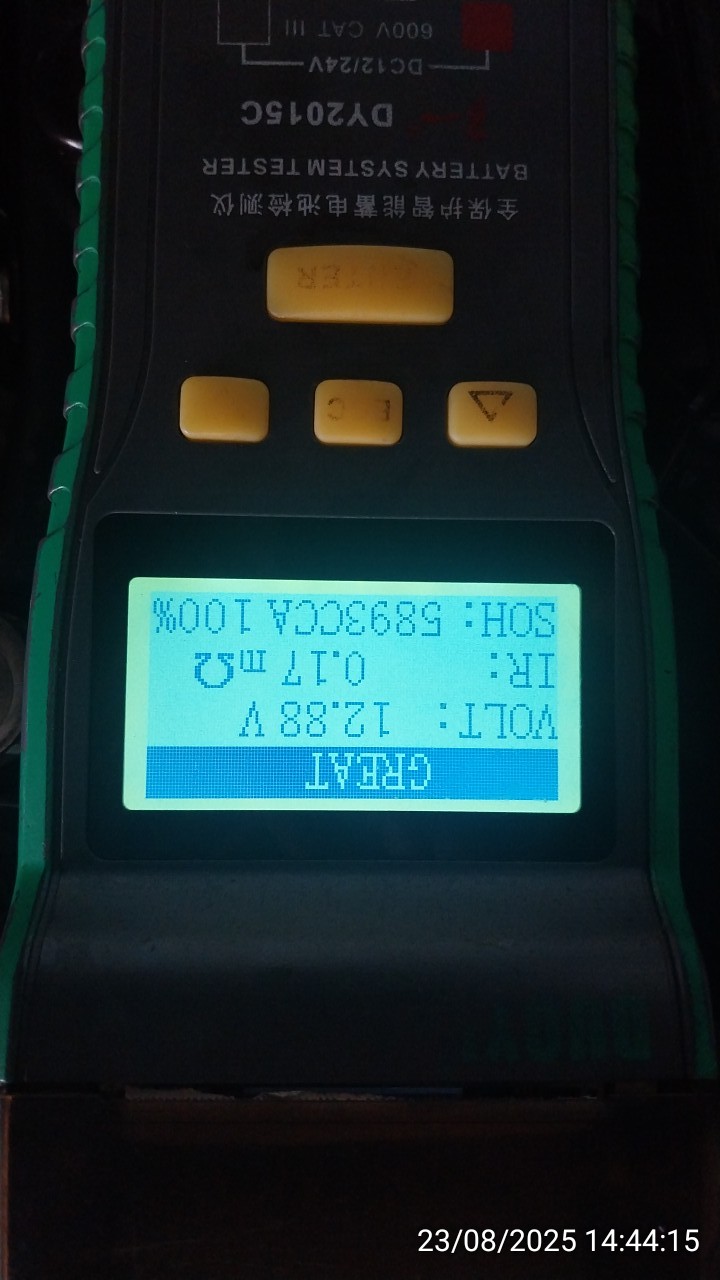 GREAT
VOLT: 12.88 V
IR: 0.17 mΩ
SOH: 5893CCA 100%
ENTER
全保护智能蓄电池检测仪
BATTERY SYSTEM TESTER
DY2015C
DC12/24V
600V CAT III
23/08/2025 14:44:15